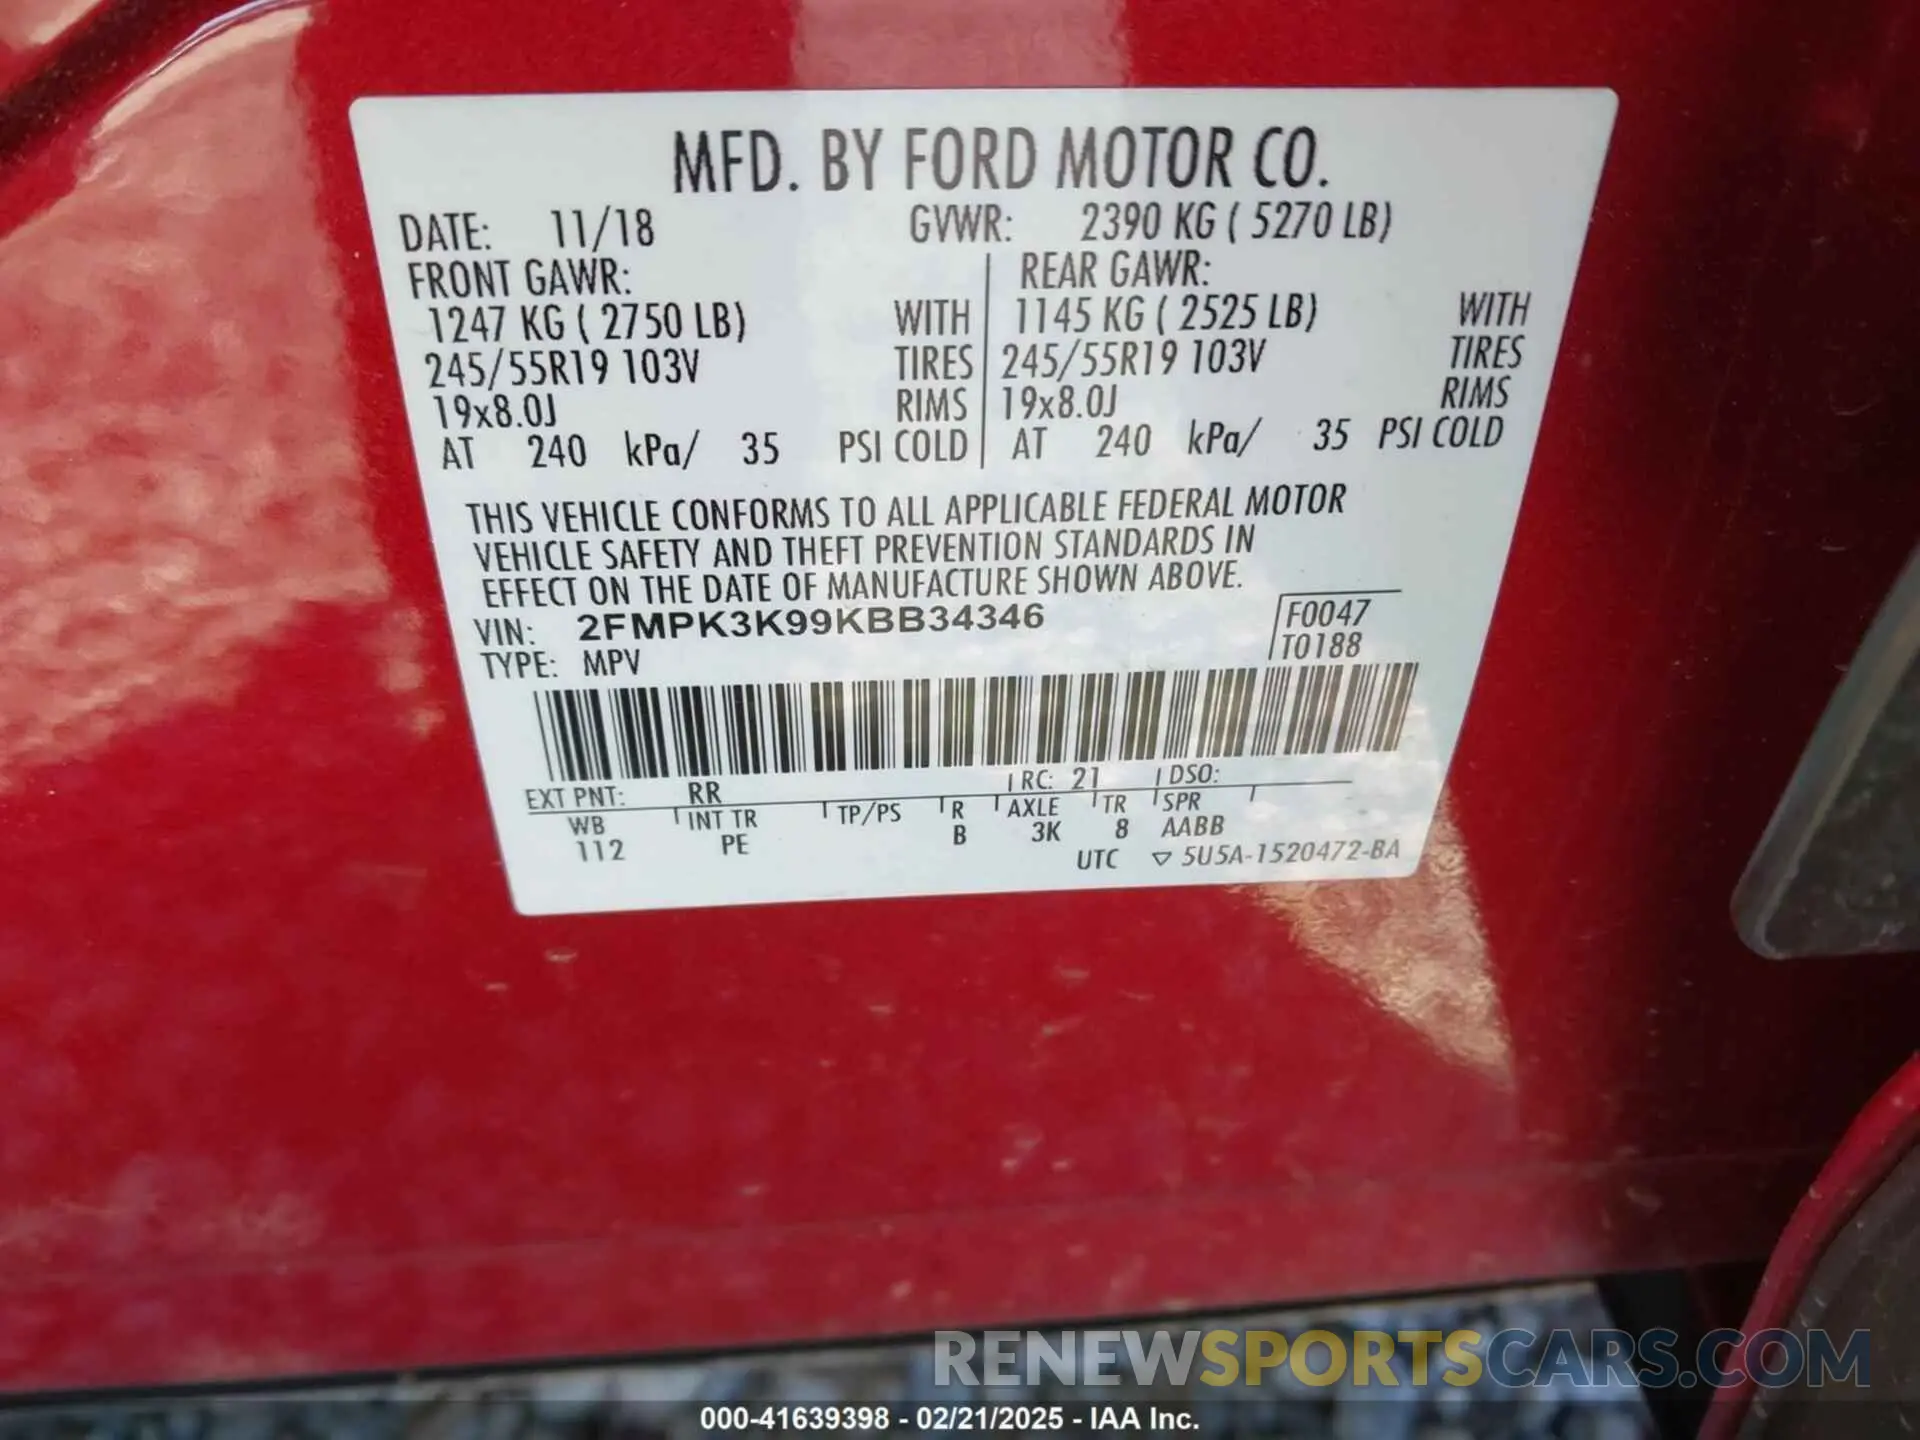 MFD. BY FORD MOTOR CO.
DATE: 11/18 GVWR: 2390 KG ( 5270 LB)
FRONT GAWR: REAR GAWR:
1247 KG ( 2750 LB) WITH 1145 KG ( 2525 LB) WITH
245/55R19 103V TIRES 245/55R19 103V TIRES
19x8.0J RIMS 19x8.0J RIMS
AT 240 kPa/ 35 PSI COLD AT 240 kPa/ 35 PSI COLD
THIS VEHICLE CONFORMS TO ALL APPLICABLE FEDERAL MOTOR
VEHICLE SAFETY AND THEFT PREVENTION STANDARDS IN
EFFECT ON THE DATE OF MANUFACTURE SHOWN ABOVE.
VIN: 2FMPK3K99KBB34346 F0047
TYPE: MPV T0188
EXT PNT: RR RC: 21 DSO:
WB INT TR TP/PS R AXLE TR SPR
112 PE B 3K 8 AABB
UTC ▽ 5U5A-1520472-BA
RENEWSPORTSCARS.COM
000-41639398 - 02/21/2025 - IAA Inc.